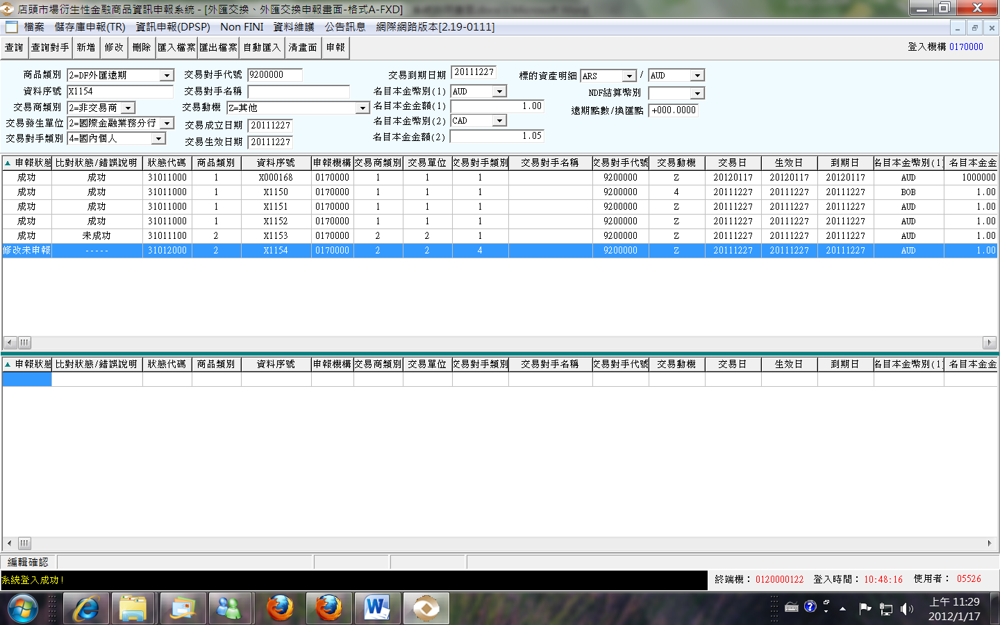 店頭市場衍生性金融商品資訊申報系統 - [外匯交換、外匯交換申報畫面-格式A-FXD]
檔案 儲存庫申報(TR) 資訊申報(DPSP) Non FINI 資料維護 公告訊息 網際網路版本[2.19-0111]
查詢 查詢對手 新增 修改 刪除 匯入檔案 匯出檔案 自動匯入 清畫面 申報 登入機構 0170000
商品類別 2=DF外匯遠期 交易對手代號 9200000 交易到期日期 20111227 標的資產明細 ARS / AUD
資料序號 X1154 交易對手名稱 名目本金幣別(1) AUD NDF結算幣別
交易商類別 2=非交易商 交易動機 Z=其他 名目本金金額(1) 1.00 遠期點數/換匯點 +000.0000
交易發生單位 2=國際金融業務分行 交易成立日期 20111227 名目本金幣別(2) CAD
交易對手類別 4=國內個人 交易生效日期 20111227 名目本金金額(2) 1.05
申報狀態 比對狀態/錯誤說明 狀態代碼 商品類別 資料序號 申報機構 交易商類別 交易單位 交易對手類別 交易對手名稱 交易對手代號 交易動機 交易日 生效日 到期日 名目本金幣別(1) 名目本金金
成功 成功 31011000 1 X000168 0170000 1 1 1 9200000 Z 20120117 20120117 20120117 AUD 1000000
成功 成功 31011000 1 X1150 0170000 1 1 1 9200000 4 20111227 20111227 20111227 BOB 1.00
成功 成功 31011000 1 X1151 0170000 1 1 1 9200000 Z 20111227 20111227 20111227 AUD 1.00
成功 成功 31011000 1 X1152 0170000 1 1 1 9200000 Z 20111227 20111227 20111227 AUD 1.00
成功 未成功 31011100 2 X1153 0170000 2 2 1 9200000 Z 20111227 20111227 20111227 AUD 1.00
修改未申報 ----- 31012000 2 X1154 0170000 2 2 4 9200000 Z 20111227 20111227 20111227 AUD 1.00
申報狀態 比對狀態/錯誤說明 狀態代碼 商品類別 資料序號 申報機構 交易商類別 交易單位 交易對手類別 交易對手名稱 交易對手代號 交易動機 交易日 生效日 到期日 名目本金幣別(1) 名目本金金
編輯確認
系統登入成功! 終端機：0120000122 登入時間：10:48:16 使用者： 05526
上午 11:29
2012/1/17